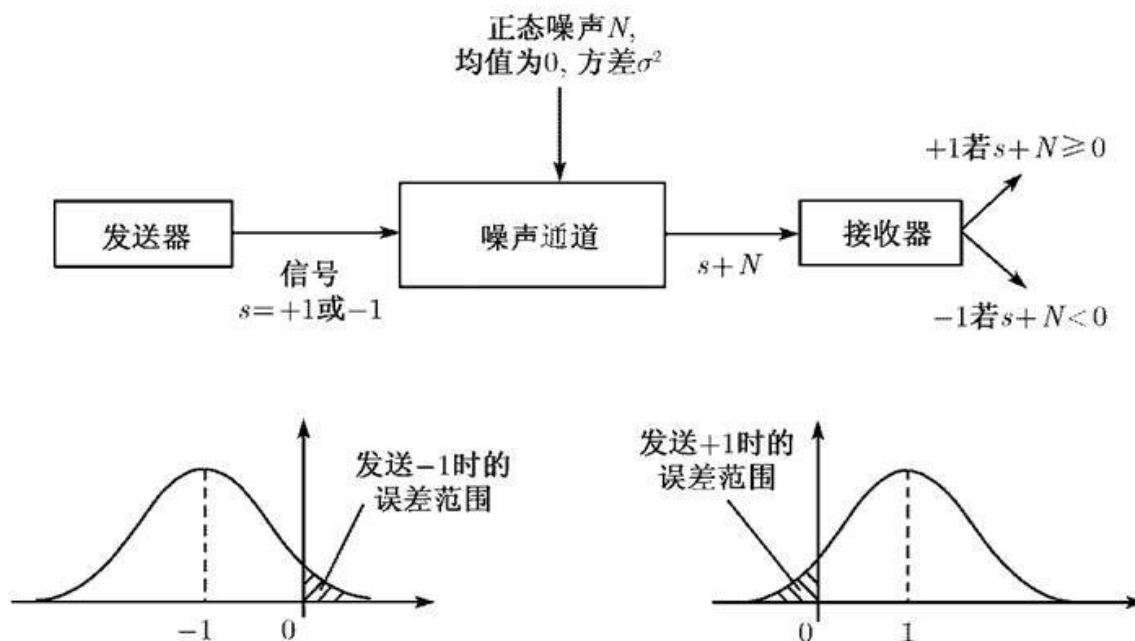 正态噪声N,
均值为0, 方差σ²
+1若s+N⩾0
发送器
噪声通道
接收器
信号
s=+1或−1
s+N
−1若s+N<0
发送−1时的
误差范围
发送+1时的
误差范围
−1
0
0
1